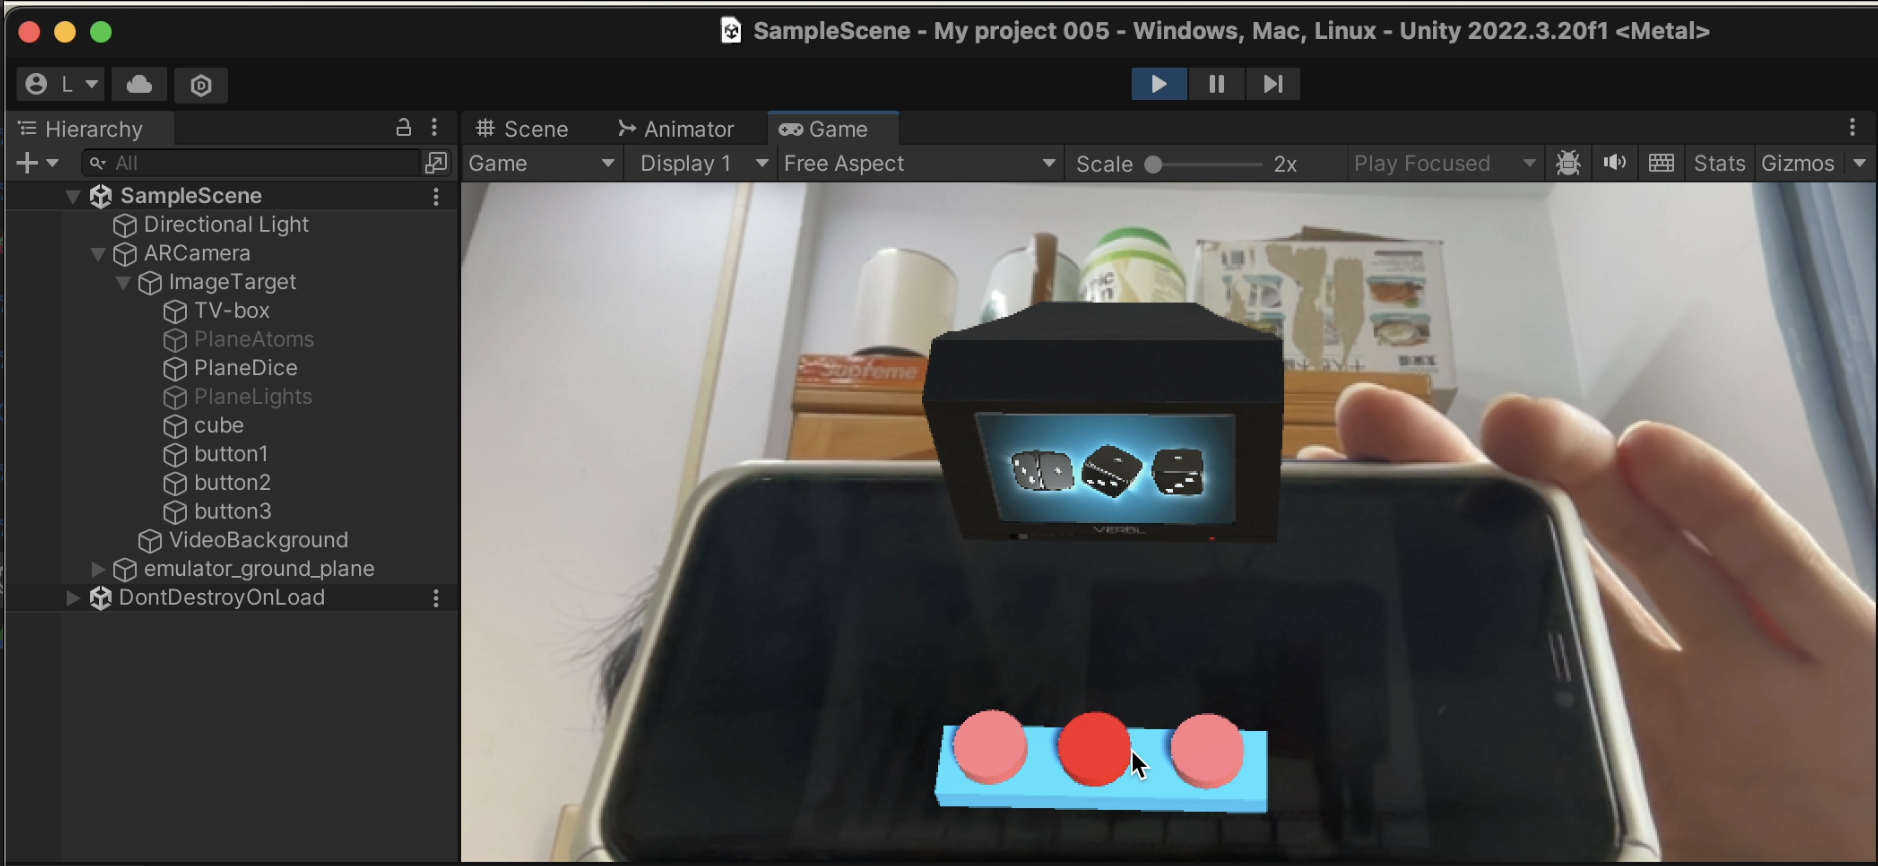 SampleScene - My project 005 - Windows, Mac, Linux - Unity 2022.3.20f1 <Metal>
L
Hierarchy
Scene
Animator
Game
All
Game
Display 1
Free Aspect
Scale
2x
Play Focused
Stats
Gizmos
SampleScene
Directional Light
ARCamera
ImageTarget
TV-box
PlaneAtoms
PlaneDice
PlaneLights
cube
button1
button2
button3
VideoBackground
emulator_ground_plane
DontDestroyOnLoad
Supreme